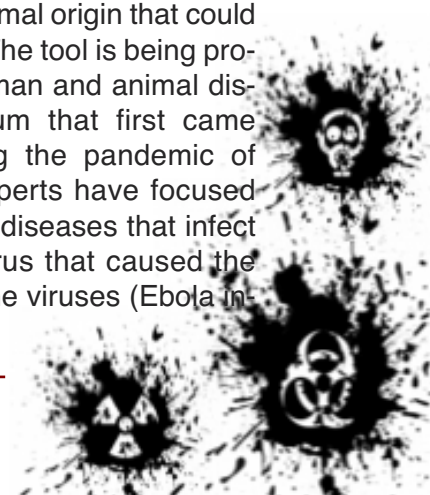 mal origin that could
he tool is being pro-
man and animal dis-
um that first came
g the pandemic of
perts have focused
diseases that infect
rus that caused the
e viruses (Ebola in-